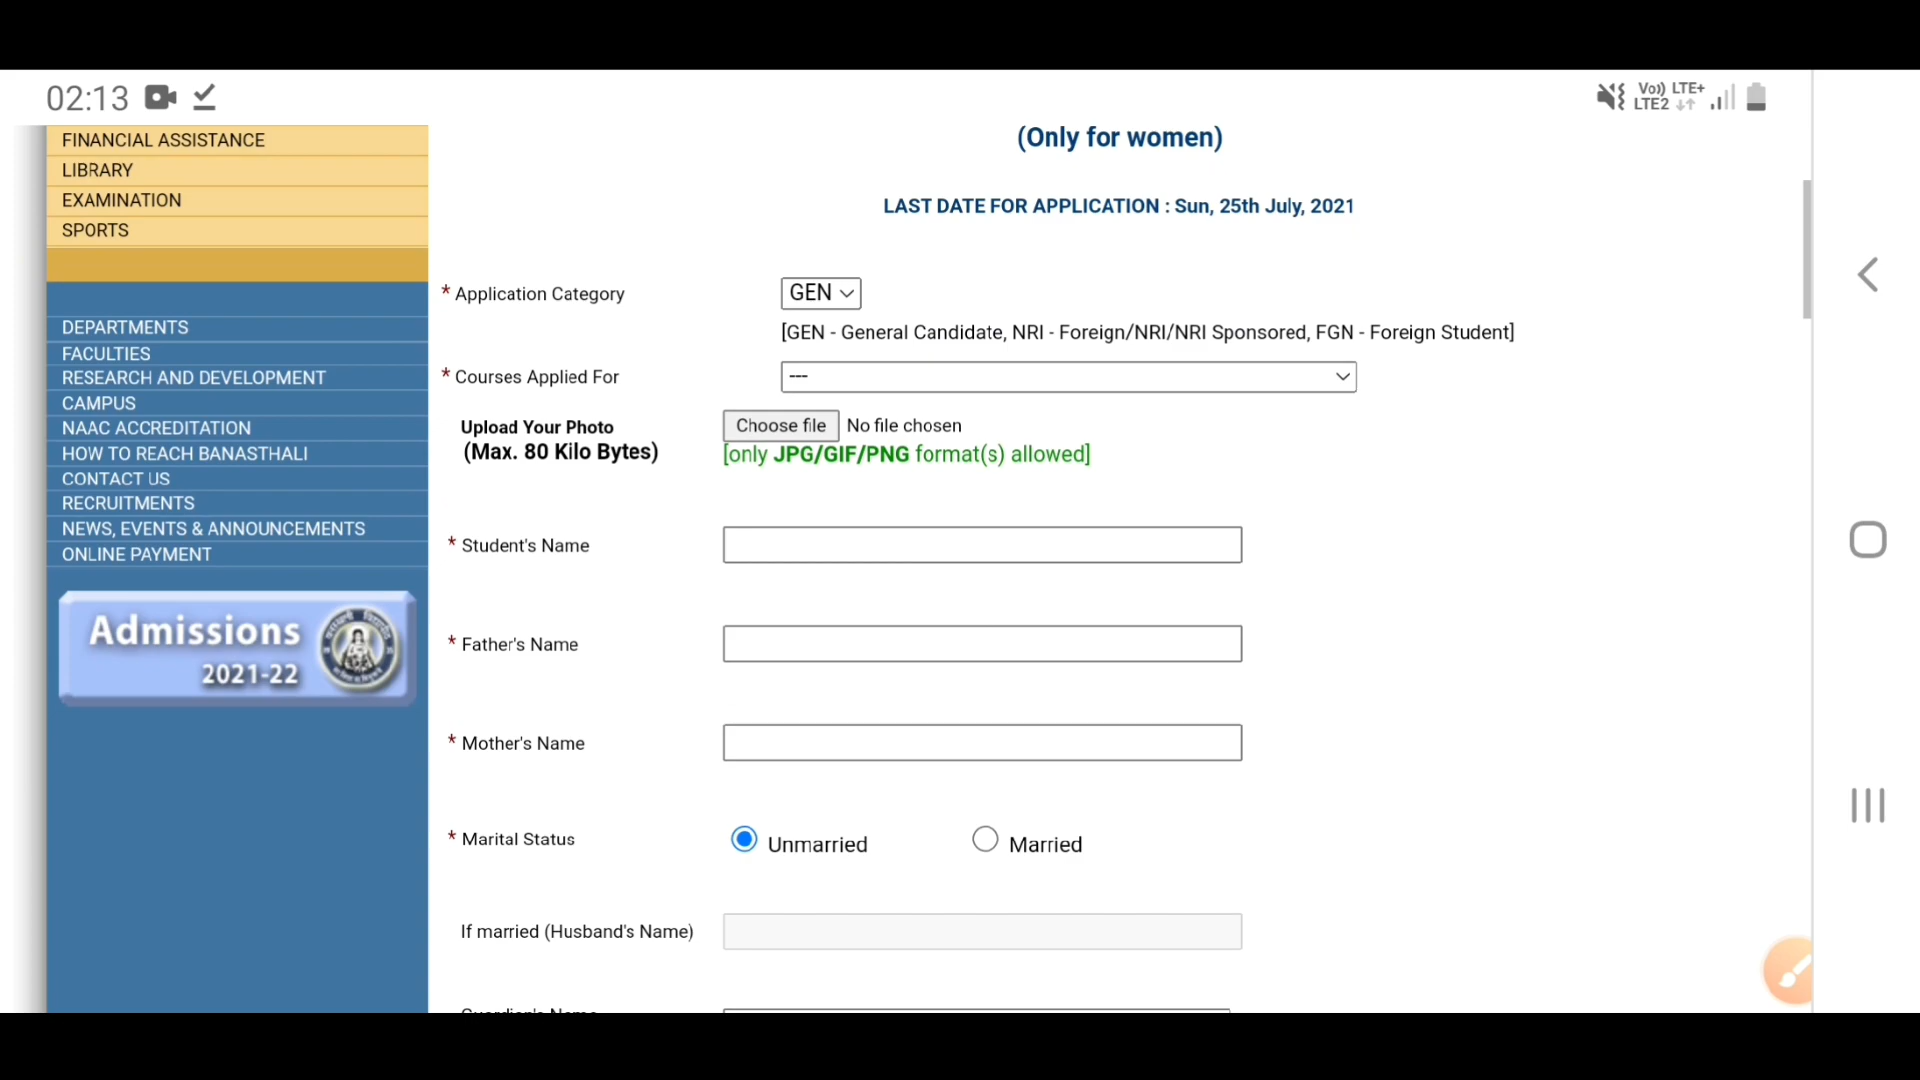 02:13
Vo)) LTE+
LTE2
FINANCIAL ASSISTANCE
LIBRARY
EXAMINATION
SPORTS
DEPARTMENTS
FACULTIES
RESEARCH AND DEVELOPMENT
CAMPUS
NAAC ACCREDITATION
HOW TO REACH BANASTHALI
CONTACT US
RECRUITMENTS
NEWS, EVENTS & ANNOUNCEMENTS
ONLINE PAYMENT
Admissions
2021-22
(Only for women)
LAST DATE FOR APPLICATION : Sun, 25th July, 2021
* Application Category GEN
[GEN - General Candidate, NRI - Foreign/NRI/NRI Sponsored, FGN - Foreign Student]
* Courses Applied For ---
Upload Your Photo Choose file No file chosen
(Max. 80 Kilo Bytes) [only JPG/GIF/PNG format(s) allowed]
* Student's Name
* Father's Name
* Mother's Name
* Marital Status Unmarried Married
If married (Husband's Name)